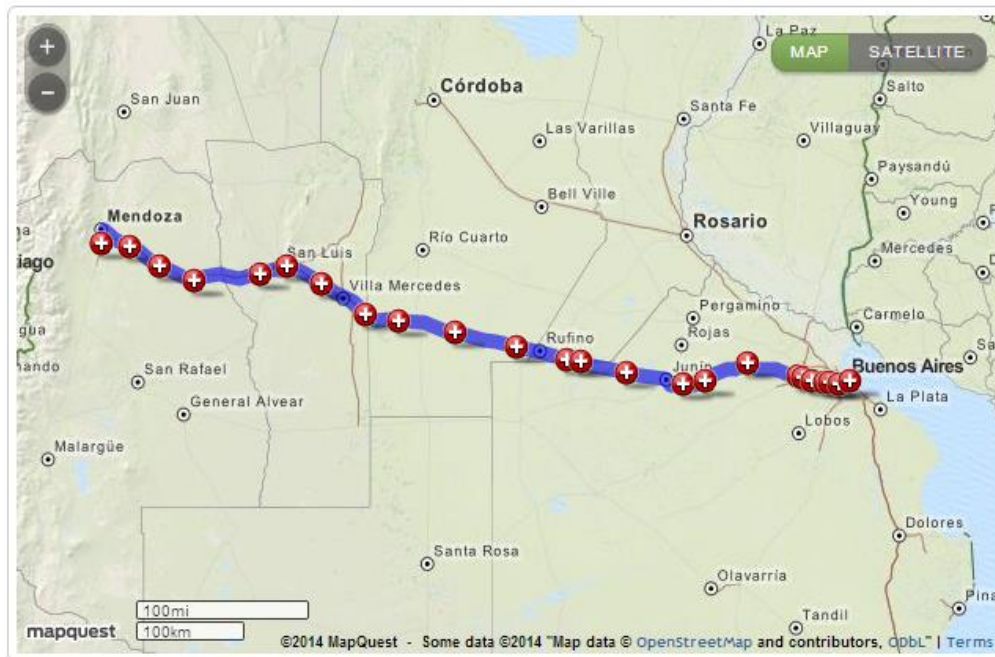 +
−
MAP SATELLITE
La Paz
San Juan
Córdoba
Salto
Santa Fe
Las Varillas
Villaguay
Paysandú
Bell Ville
Young
Mendoza
Rosario
Río Cuarto
San Luis
Mercedes
Villa Mercedes
Pergamino
Carmelo
Rojas
Rufino
San Rafael
Junín
Buenos Aires
General Alvear
La Plata
Lobos
Malargüe
Dolores
Santa Rosa
Olavarría
Pina
Tandil
100mi
100km
mapquest
©2014 MapQuest - Some data ©2014 "Map data © OpenStreetMap and contributors, ODbL" | Terms